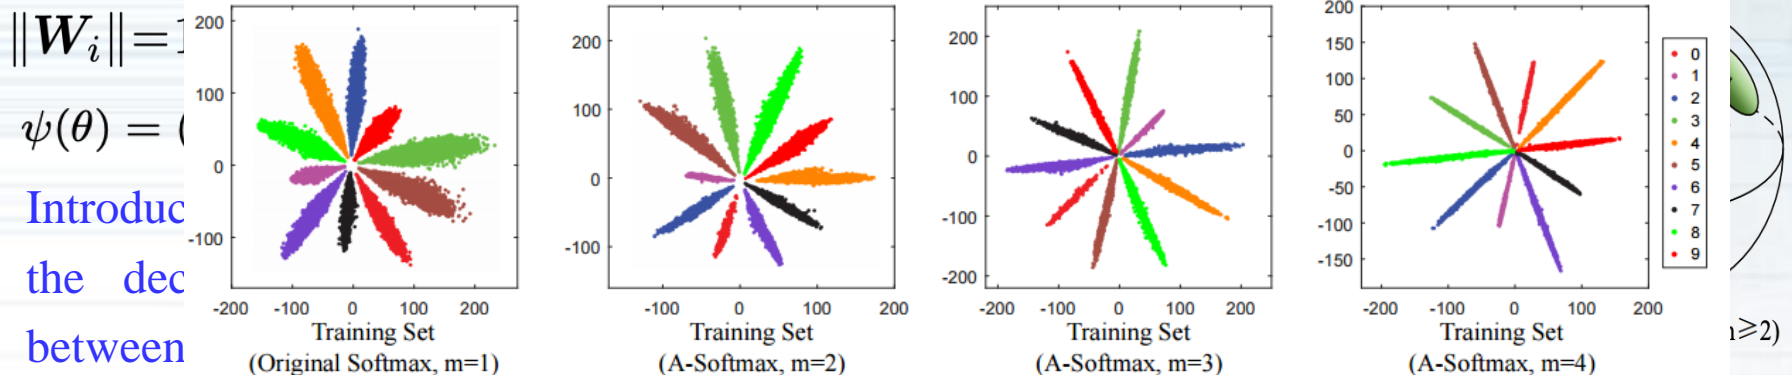 ‖W_i‖=1
ψ(θ) = (
Introduc
the dec
between
200
100
0
-100
-200 -100 0 100 200
Training Set
(Original Softmax, m=1)
200
100
0
-100
-100 0 100 200
Training Set
(A-Softmax, m=2)
200
100
0
-100
-200
-200 -100 0 100 200
Training Set
(A-Softmax, m=3)
200
150
100
50
0
-50
-100
-150
-200 -100 0 100 200
Training Set
(A-Softmax, m=4)
0
1
2
3
4
5
6
7
8
9
≥2)